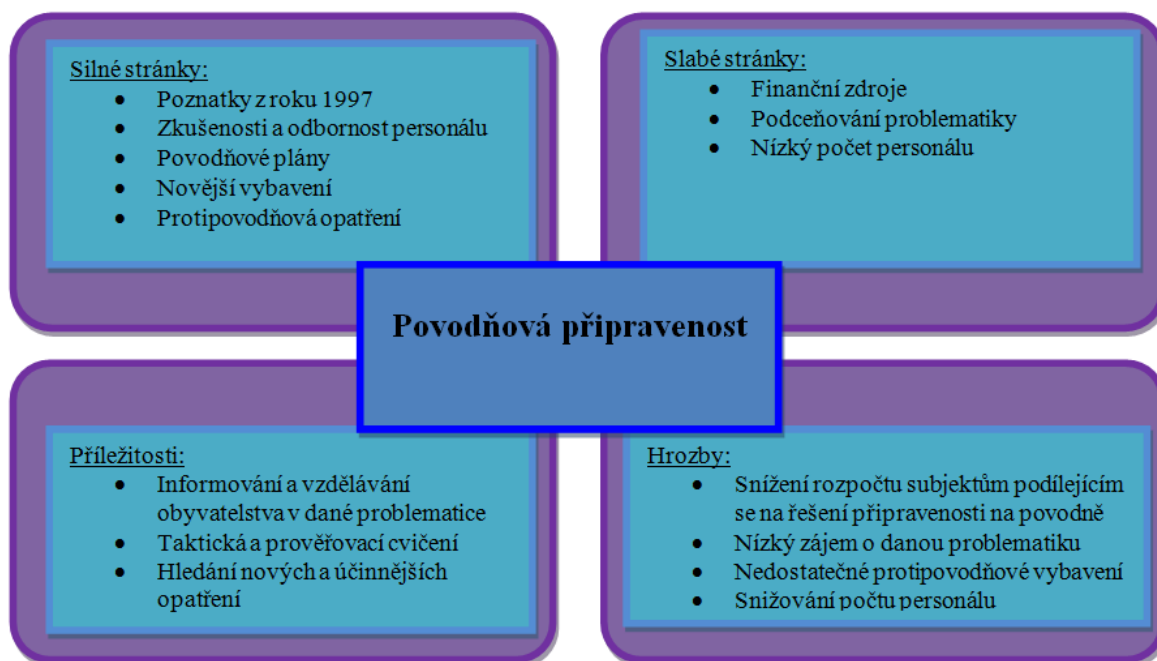 Silné stránky:
• Poznatky z roku 1997
• Zkušenosti a odbornost personálu
• Povodňové plány
• Novější vybavení
• Protipovodňová opatření
Slabé stránky:
• Finanční zdroje
• Podceňování problematiky
• Nízký počet personálu
Povodňová připravenost
Příležitosti:
• Informování a vzdělávání
obyvatelstva v dané problematice
• Taktická a prověřovací cvičení
• Hledání nových a účinnějších
opatření
Hrozby:
• Snížení rozpočtu subjektům podílejícím
se na řešení připravenosti na povodně
• Nízký zájem o danou problematiku
• Nedostatečné protipovodňové vybavení
• Snižování počtu personálu